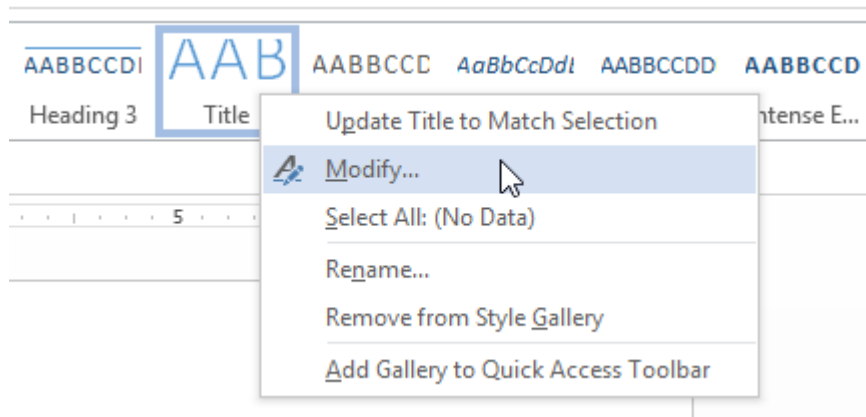 AABBCCDI AAB AABBCCD AaBbCcDdE AABBCCDD AABBCCD
Heading 3 Title ntense E...
Update Title to Match Selection
Modify...
5
Select All: (No Data)
Rename...
Remove from Style Gallery
Add Gallery to Quick Access Toolbar